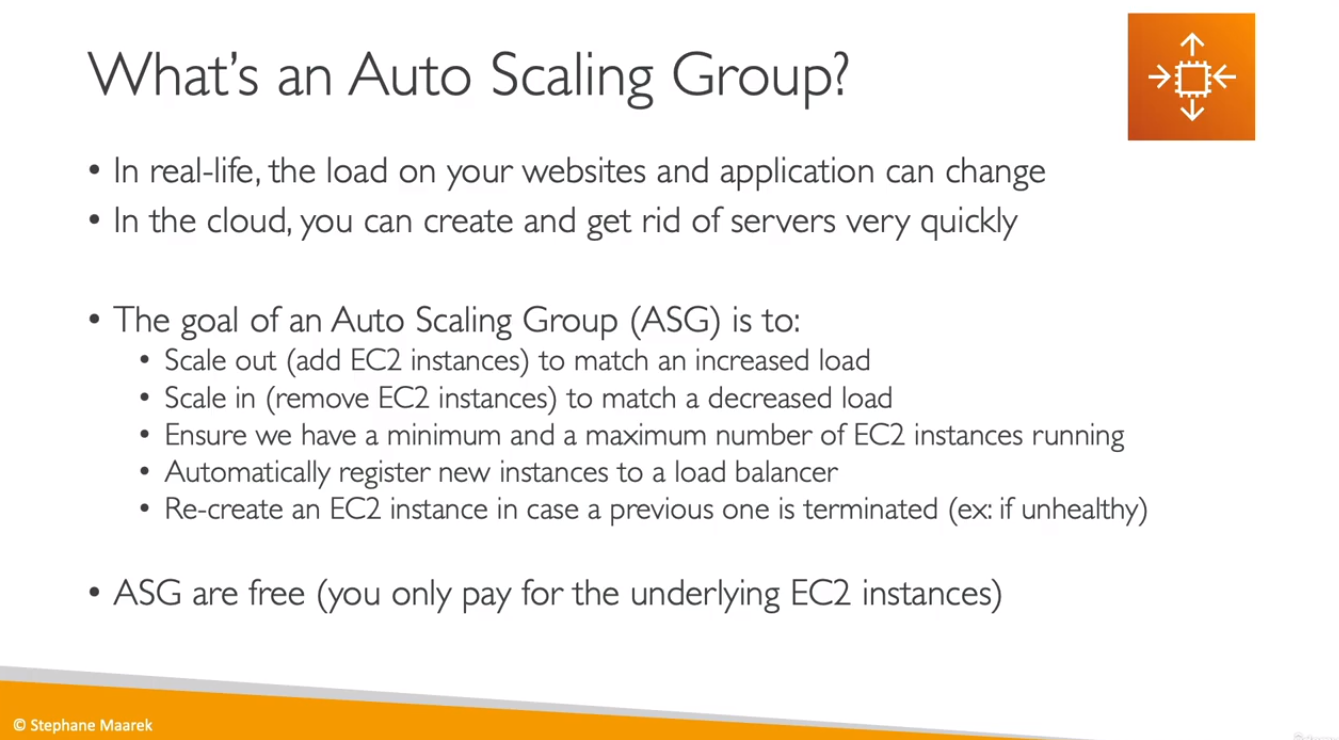 What's an Auto Scaling Group?
• In real-life, the load on your websites and application can change
• In the cloud, you can create and get rid of servers very quickly
• The goal of an Auto Scaling Group (ASG) is to:
• Scale out (add EC2 instances) to match an increased load
• Scale in (remove EC2 instances) to match a decreased load
• Ensure we have a minimum and a maximum number of EC2 instances running
• Automatically register new instances to a load balancer
• Re-create an EC2 instance in case a previous one is terminated (ex: if unhealthy)
• ASG are free (you only pay for the underlying EC2 instances)
© Stephane Maarek